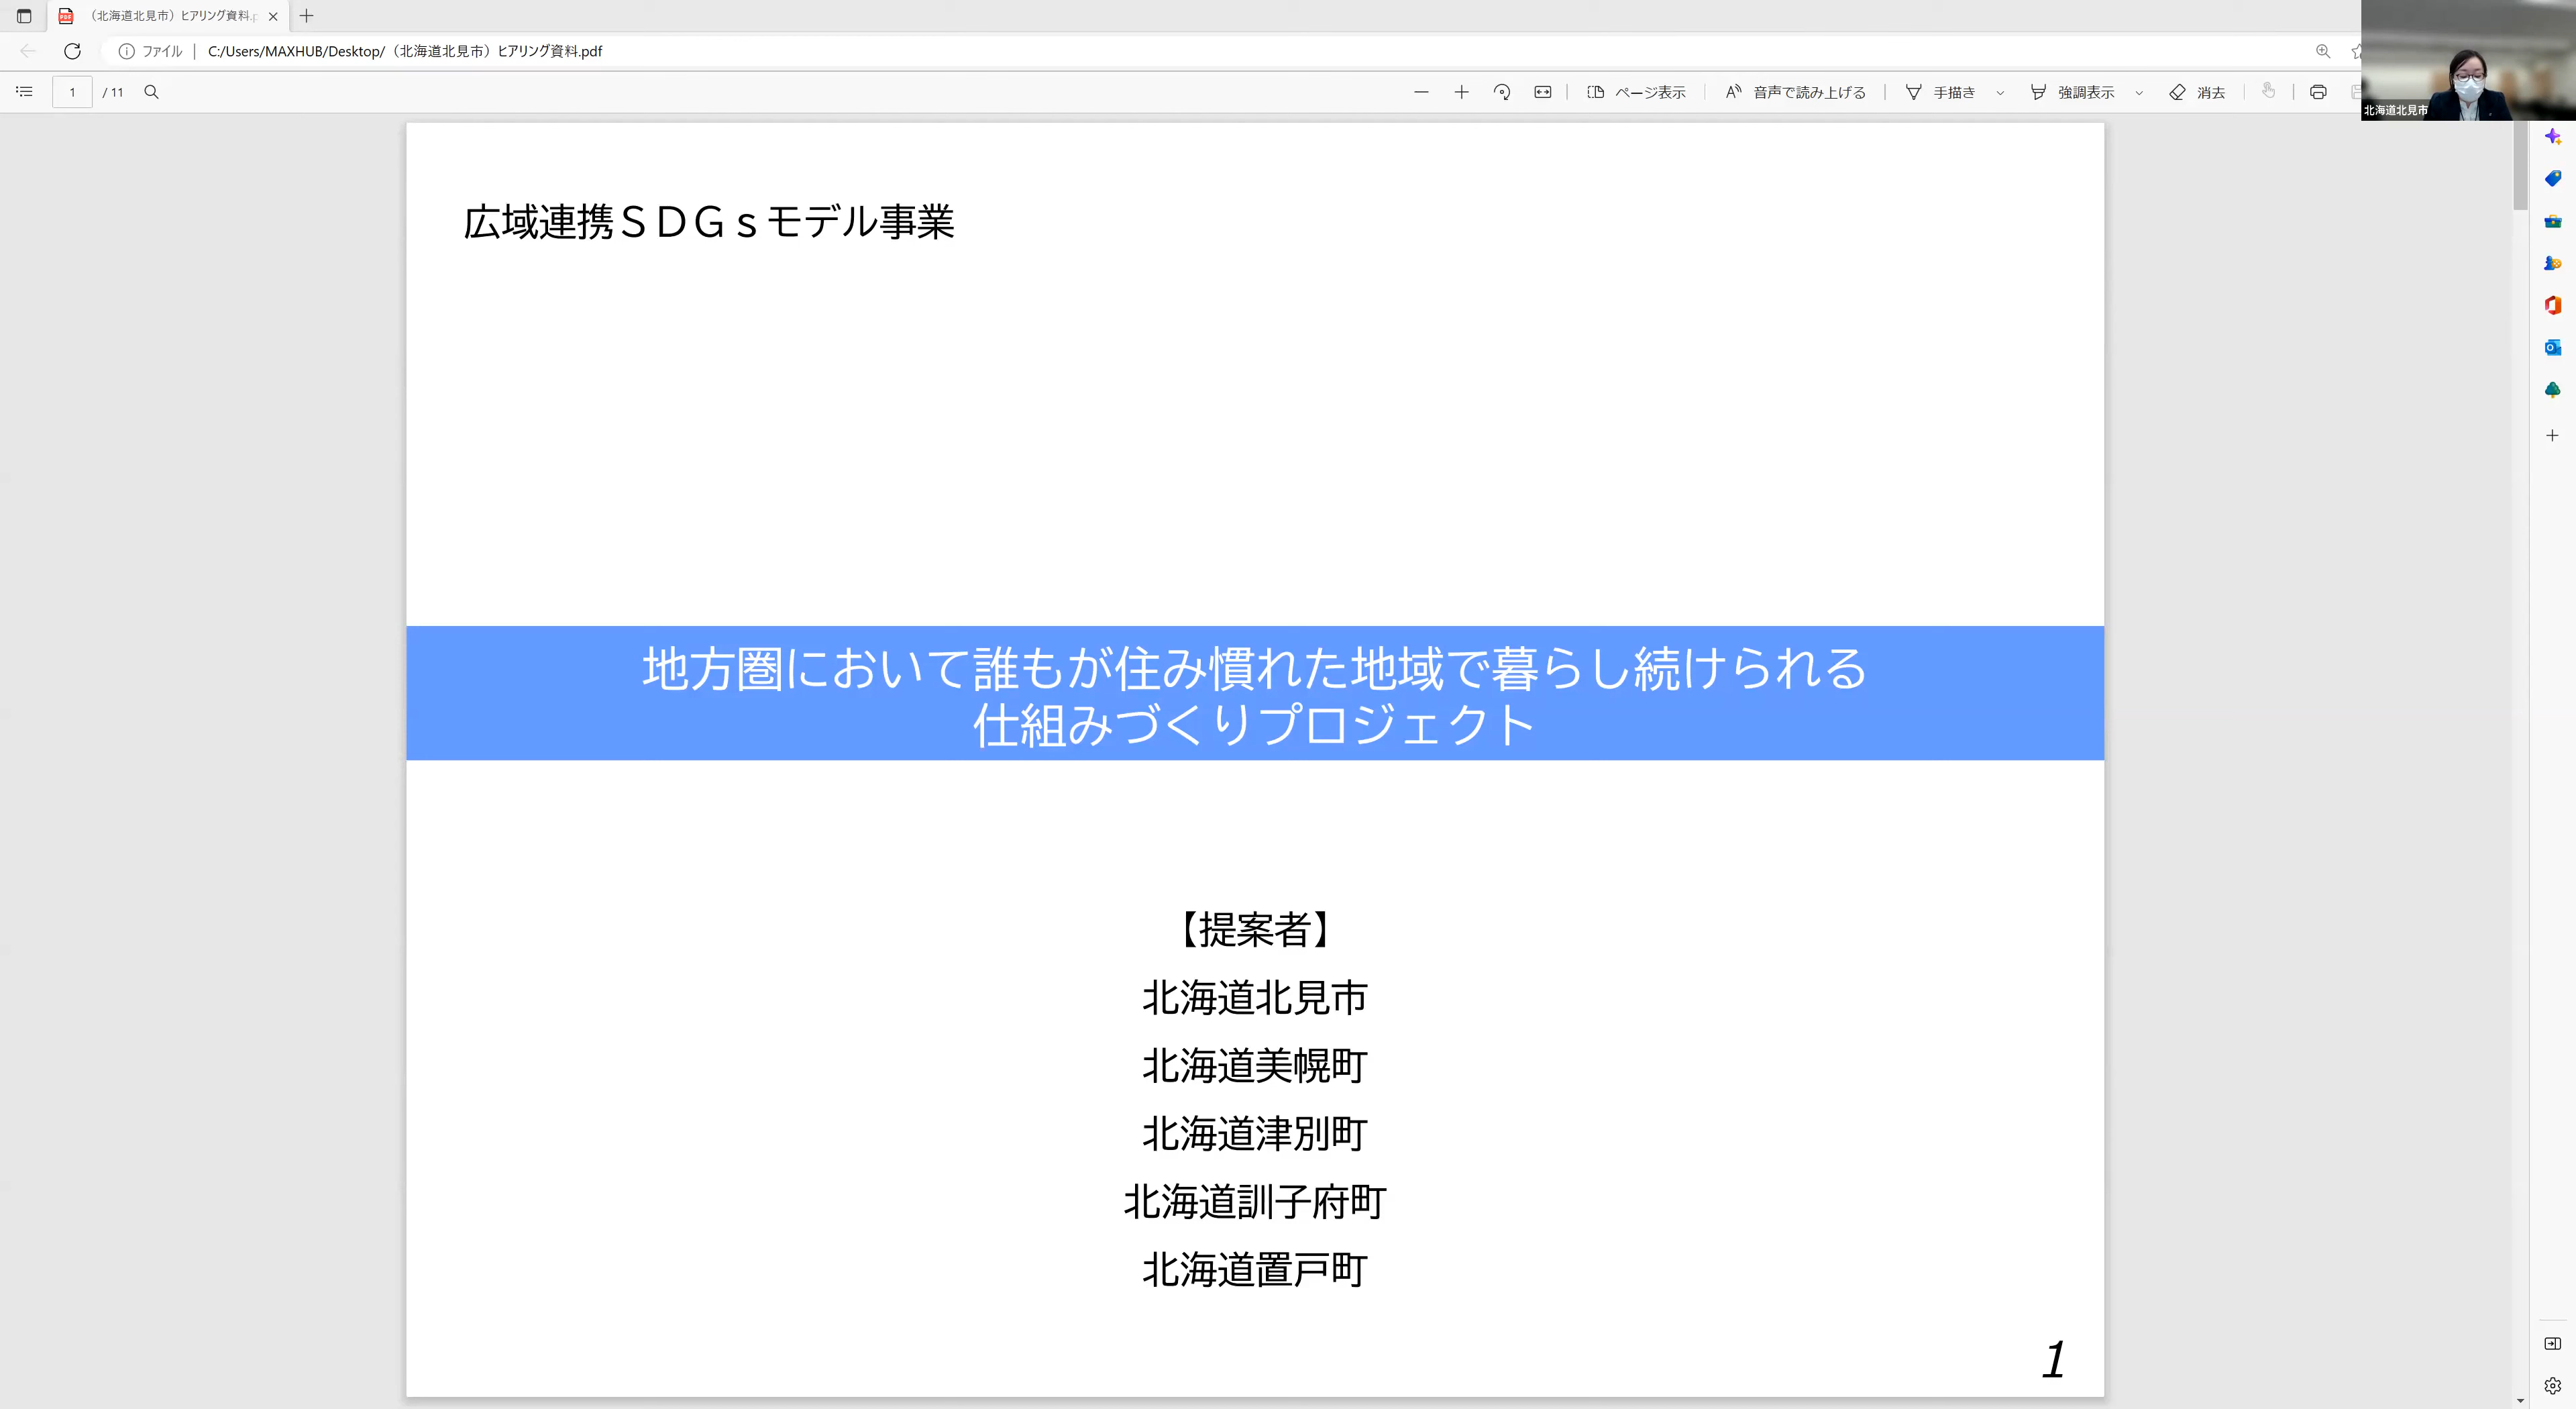 （北海道北見市）ヒアリング資料.p
ファイル
C:/Users/MAXHUB/Desktop/（北海道北見市）ヒアリング資料.pdf
1 / 11
ページ表示
音声で読み上げる
手描き
強調表示
消去
北海道北見市
広域連携ＳＤＧｓモデル事業
地方圏において誰もが住み慣れた地域で暮らし続けられる
仕組みづくりプロジェクト
【提案者】
北海道北見市
北海道美幌町
北海道津別町
北海道訓子府町
北海道置戸町
1